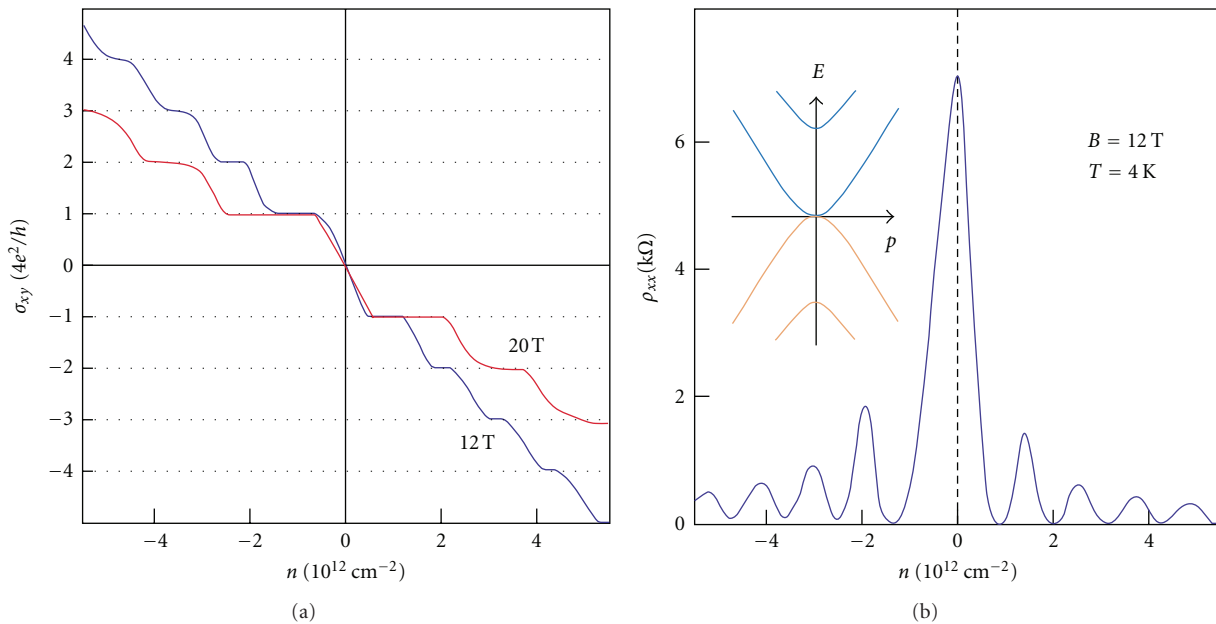 4
3
2
1
0
−1
−2
−3
−4
σxy (4e²/h)
20 T
12 T
−4 −2 0 2 4
n (10¹² cm⁻²)
(a)
6
4
2
0
ρxx(kΩ)
E
p
B = 12 T
T = 4 K
−4 −2 0 2 4
n (10¹² cm⁻²)
(b)